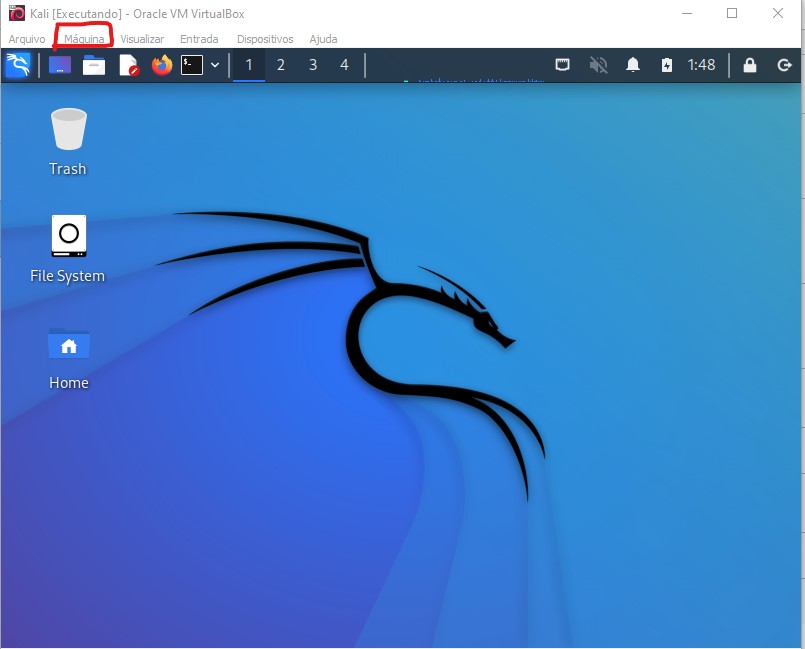 Kali [Executando] - Oracle VM VirtualBox
Arquivo Máquina Visualizar Entrada Dispositivos Ajuda
1 2 3 4 1:48
Trash
File System
Home